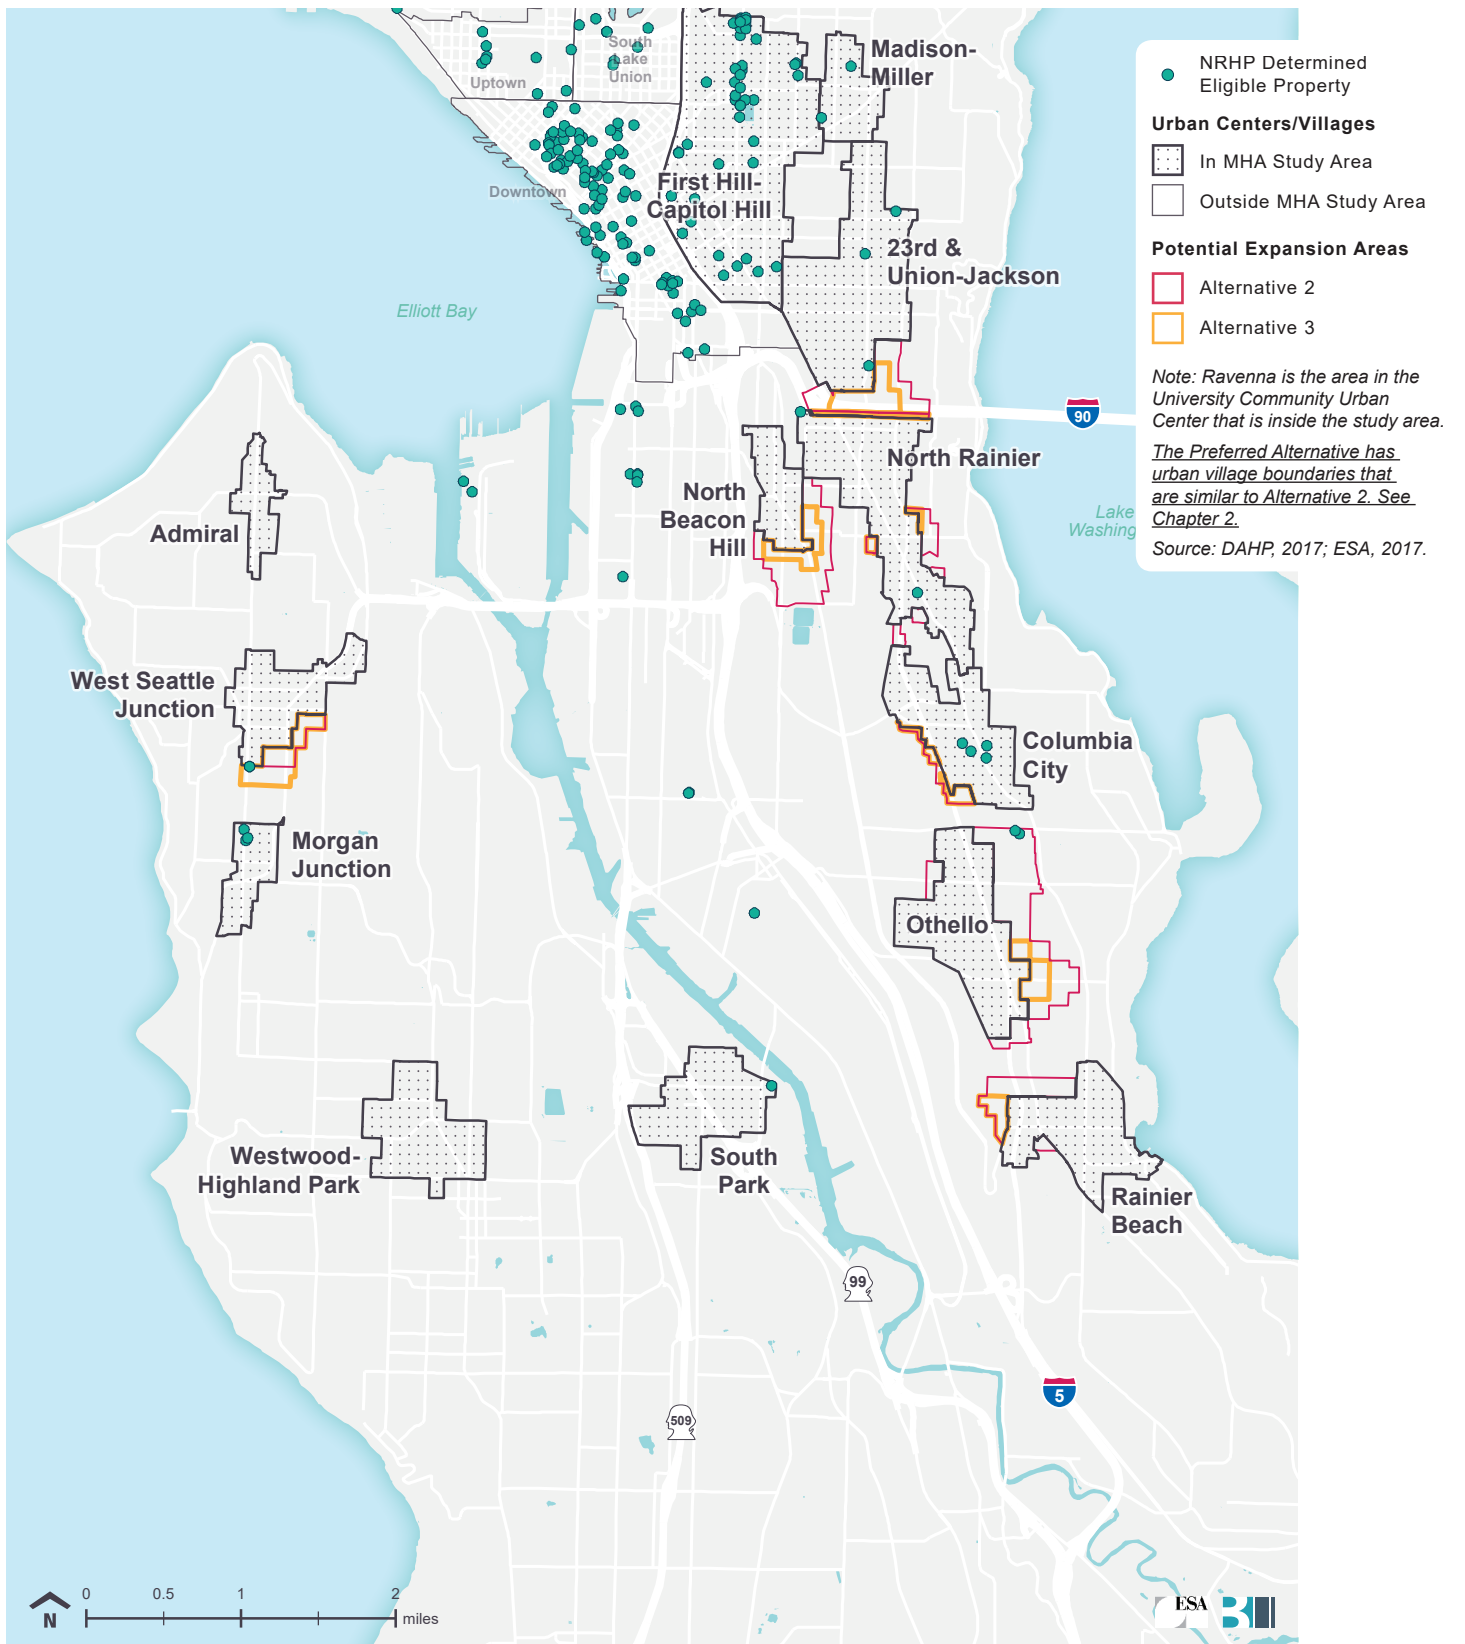 South
Lake
Union
Uptown
Madison-
Miller
Downtown
First Hill-
Capitol Hill
23rd &
Union-Jackson
Elliott Bay
90
North Rainier
North
Beacon
Hill
Admiral
Lake
Washing
West Seattle
Junction
Columbia
City
Morgan
Junction
Othello
Westwood-
Highland Park
South
Park
Rainier
Beach
99
5
509
NRHP Determined
Eligible Property
Urban Centers/Villages
In MHA Study Area
Outside MHA Study Area
Potential Expansion Areas
Alternative 2
Alternative 3
Note: Ravenna is the area in the
University Community Urban
Center that is inside the study area.
The Preferred Alternative has
urban village boundaries that
are similar to Alternative 2. See
Chapter 2.
Source: DAHP, 2017; ESA, 2017.
N
0 0.5 1 2
miles
ESA
B